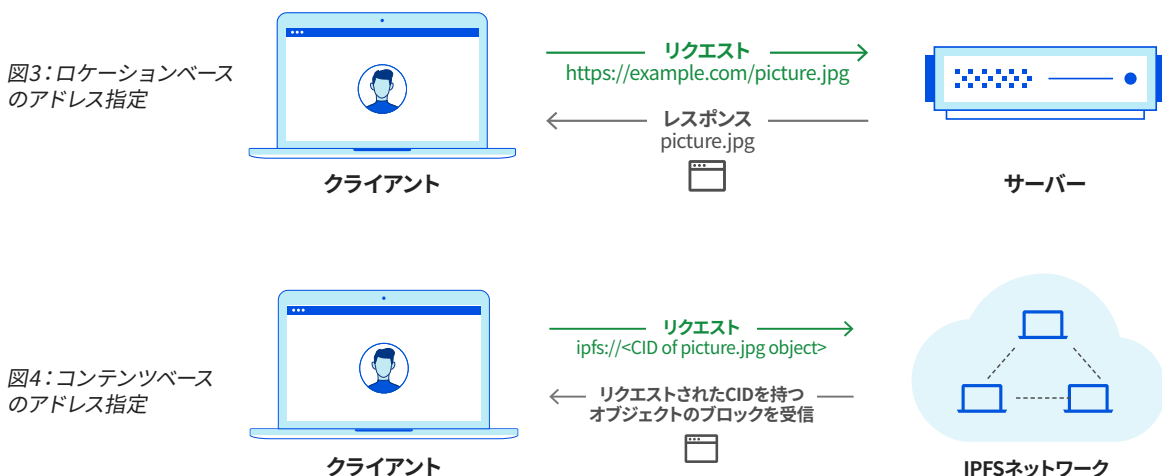 図3：ロケーションベース
のアドレス指定
リクエスト
https://example.com/picture.jpg
レスポンス
picture.jpg
クライアント
サーバー
図4：コンテンツベース
のアドレス指定
リクエスト
ipfs://<CID of picture.jpg object>
リクエストされたCIDを持つ
オブジェクトのブロックを受信
クライアント
IPFSネットワーク